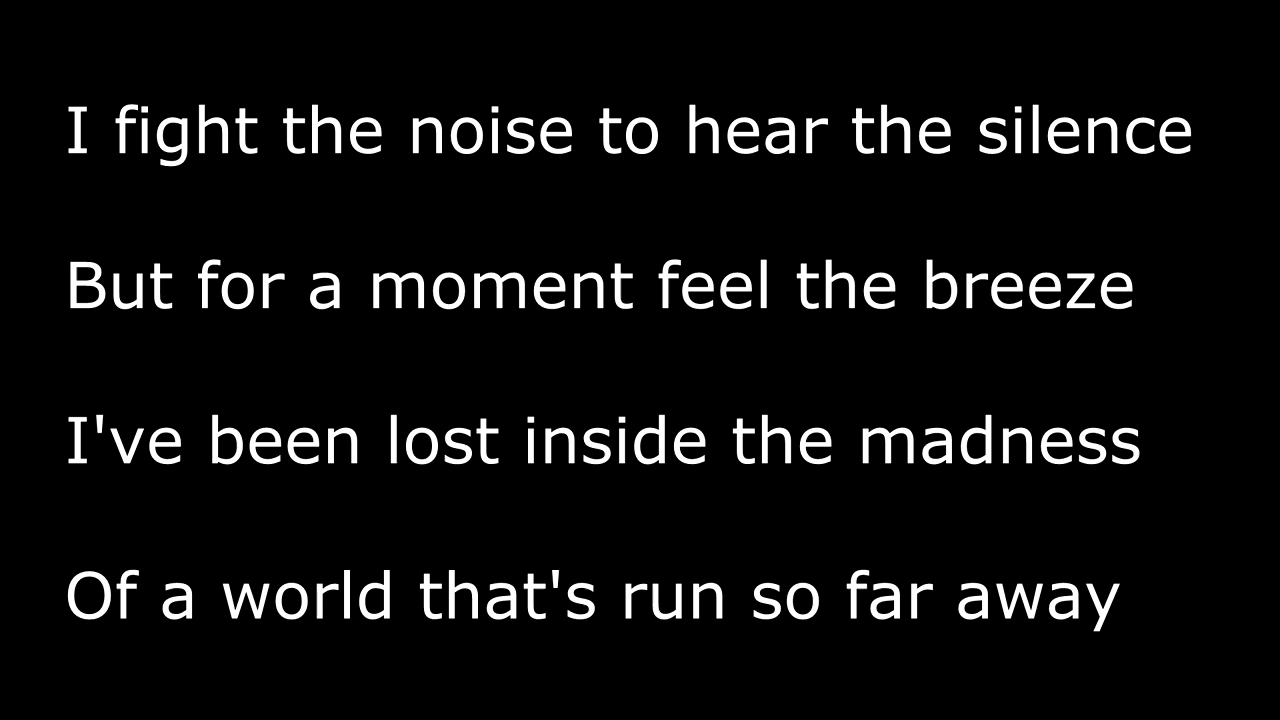 I fight the noise to hear the silence
But for a moment feel the breeze
I've been lost inside the madness
Of a world that's run so far away